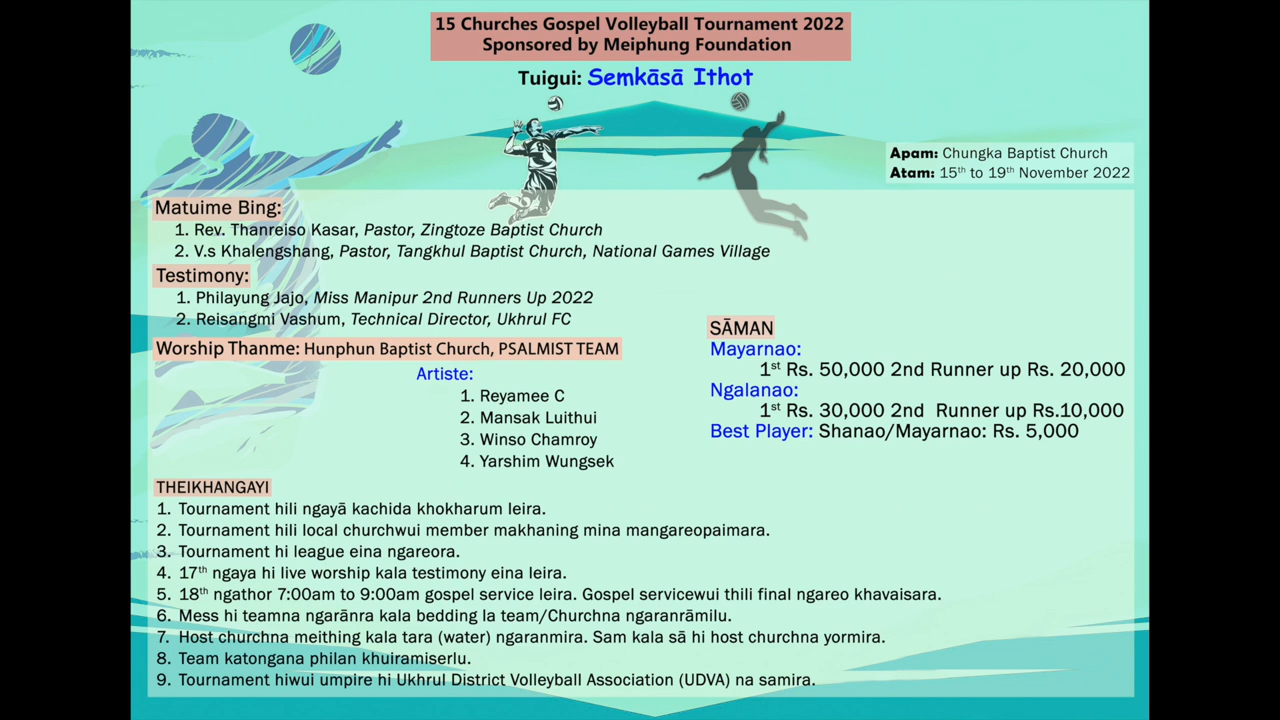 15 Churches Gospel Volleyball Tournament 2022
Sponsored by Meiphung Foundation
Tuigui: Semkāsā Ithot
Apam: Chungka Baptist Church
Atam: 15th to 19th November 2022
Matuime Bing:
1. Rev. Thanreiso Kasar, Pastor, Zingtoze Baptist Church
2. V.s Khalengshang, Pastor, Tangkhul Baptist Church, National Games Village
Testimony:
1. Philayung Jajo, Miss Manipur 2nd Runners Up 2022
2. Reisangmi Vashum, Technical Director, Ukhrul FC
Worship Thanme: Hunphun Baptist Church, PSALMIST TEAM
Artiste:
1. Reyamee C
2. Mansak Luithui
3. Winso Chamroy
4. Yarshim Wungsek
SĀMAN
Mayarnao:
1st Rs. 50,000 2nd Runner up Rs. 20,000
Ngalanao:
1st Rs. 30,000 2nd Runner up Rs.10,000
Best Player: Shanao/Mayarnao: Rs. 5,000
THEIKHANGAYI
1. Tournament hili ngayā kachida khokharum leira.
2. Tournament hili local churchwui member makhaning mina mangareopaimara.
3. Tournament hi league eina ngareora.
4. 17th ngaya hi live worship kala testimony eina leira.
5. 18th ngathor 7:00am to 9:00am gospel service leira. Gospel servicewui thili final ngareo khavaisara.
6. Mess hi teamna ngarānra kala bedding la team/Churchna ngaranrāmilu.
7. Host churchna meithing kala tara (water) ngaranmira. Sam kala sā hi host churchna yormira.
8. Team katongana philan khuiramiserlu.
9. Tournament hiwui umpire hi Ukhrul District Volleyball Association (UDVA) na samira.